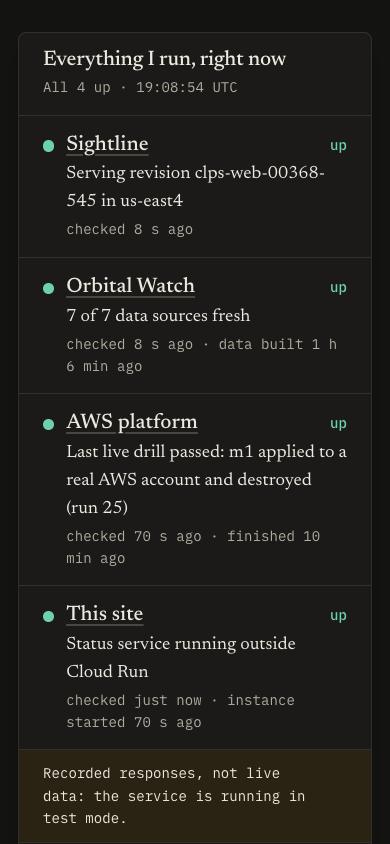 Everything I run, right now
All 4 up · 19:08:54 UTC
Sightline up
Serving revision clps-web-00368-
545 in us-east4
checked 8 s ago
Orbital Watch up
7 of 7 data sources fresh
checked 8 s ago · data built 1 h
6 min ago
AWS platform up
Last live drill passed: m1 applied to a
real AWS account and destroyed
(run 25)
checked 70 s ago · finished 10
min ago
This site up
Status service running outside
Cloud Run
checked just now · instance
started 70 s ago
Recorded responses, not live
data: the service is running in
test mode.